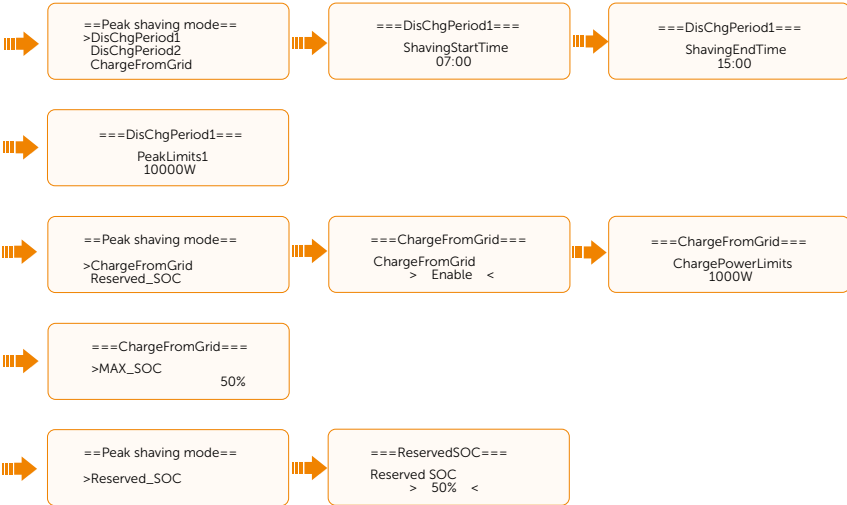 ==Peak shaving mode==
>DisChgPeriod1
DisChgPeriod2
ChargeFromGrid
===DisChgPeriod1===
ShavingStartTime
07:00
===DisChgPeriod1===
ShavingEndTime
15:00
===DisChgPeriod1===
PeakLimits1
10000W
==Peak shaving mode==
>ChargeFromGrid
Reserved_SOC
===ChargeFromGrid===
ChargeFromGrid
> Enable <
===ChargeFromGrid===
ChargePowerLimits
1000W
===ChargeFromGrid===
>MAX_SOC
50%
==Peak shaving mode==
>Reserved_SOC
===ReservedSOC===
Reserved SOC
> 50% <